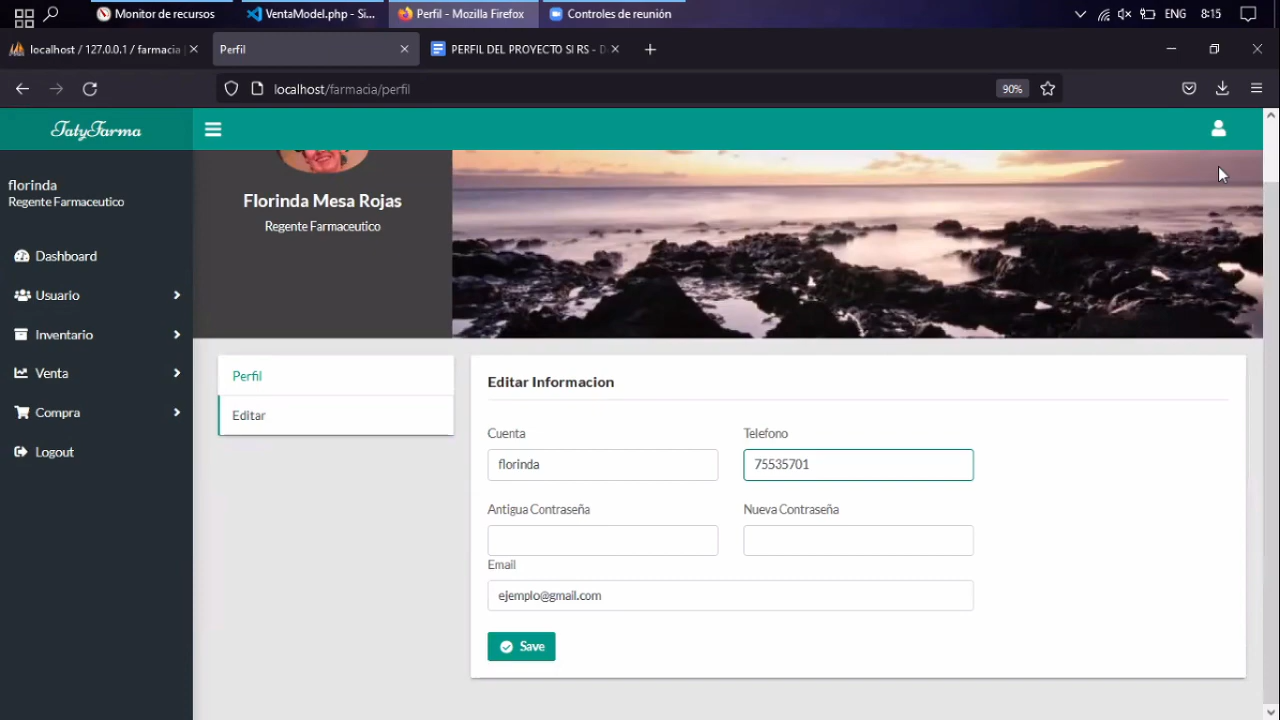 Monitor de recursos
VentaModel.php - Si...
Perfil - Mozilla Firefox
Controles de reunión
ENG
8:15
localhost / 127.0.0.1 / farmacia
Perfil
PERFIL DEL PROYECTO SI RS - D
localhost/farmacia/perfil
90%
TatyFarma
florinda
Regente Farmaceutico
Dashboard
Usuario
Inventario
Venta
Compra
Logout
Florinda Mesa Rojas
Regente Farmaceutico
Perfil
Editar
Editar Informacion
Cuenta
Telefono
florinda
75535701
Antigua Contraseña
Nueva Contraseña
Email
ejemplo@gmail.com
Save